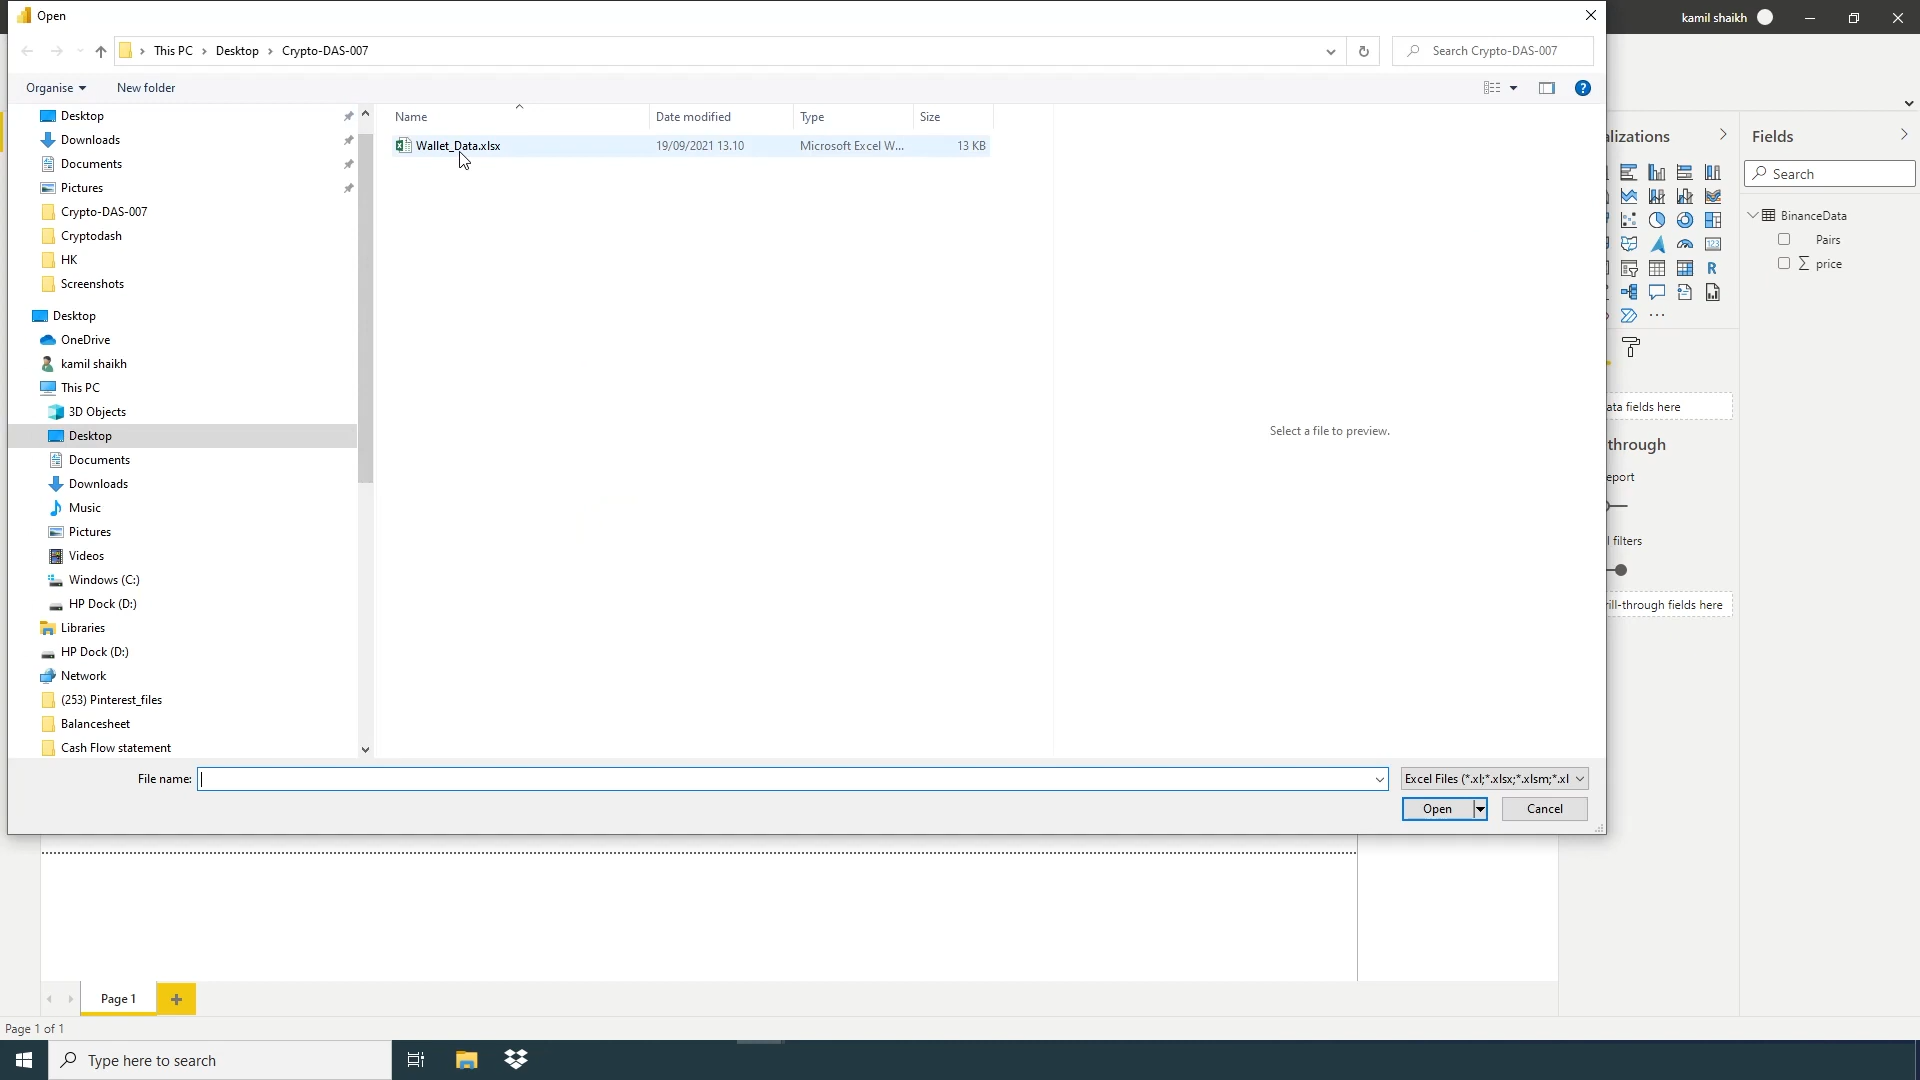 Open
kamil shaikh
This PC
Desktop
Crypto-DAS-007
Search Crypto-DAS-007
Organise
New folder
Name
Date modified
Type
Size
Wallet_Data.xlsx
19/09/2021 13.10
Microsoft Excel W...
13 KB
Desktop
Downloads
Documents
Pictures
Crypto-DAS-007
Cryptodash
HK
Screenshots
Desktop
OneDrive
kamil shaikh
This PC
3D Objects
Desktop
Documents
Downloads
Music
Pictures
Videos
Windows (C:)
HP Dock (D:)
Libraries
HP Dock (D:)
Network
(253) Pinterest_files
Balancesheet
Cash Flow statement
Select a file to preview.
File name:
Excel Files (*.xl;*.xlsx;*.xlsm;*.xl
Open
Cancel
alizations
Fields
Search
BinanceData
Pairs
Σ price
123
R
ata fields here
through
eport
l filters
rill-through fields here
Page 1
+
Page 1 of 1
Type here to search